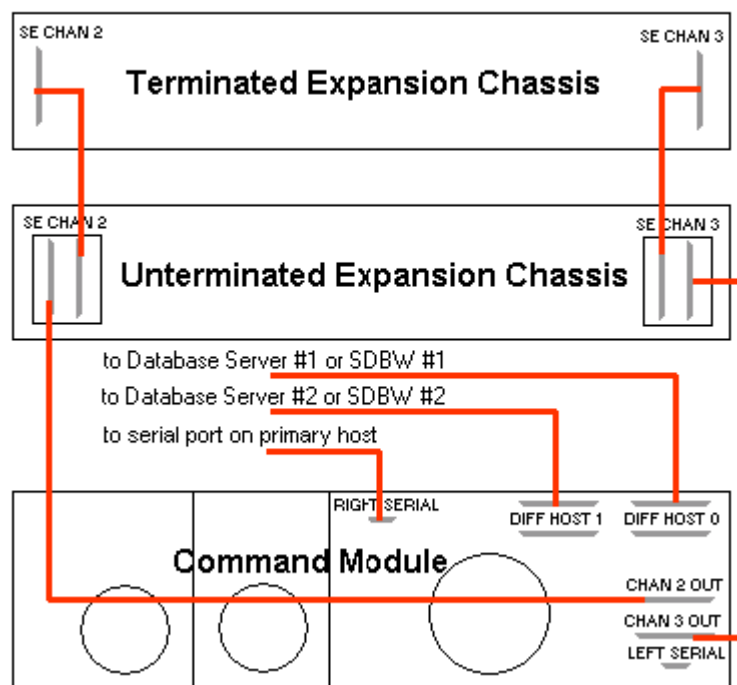 SE CHAN 2
SE CHAN 3
Terminated Expansion Chassis
SE CHAN 2
SE CHAN 3
Unterminated Expansion Chassis
to Database Server #1 or SDBW #1
to Database Server #2 or SDBW #2
to serial port on primary host
RIGHT SERIAL
DIFF HOST 1
DIFF HOST 0
Command Module
CHAN 2 OUT
CHAN 3 OUT
LEFT SERIAL